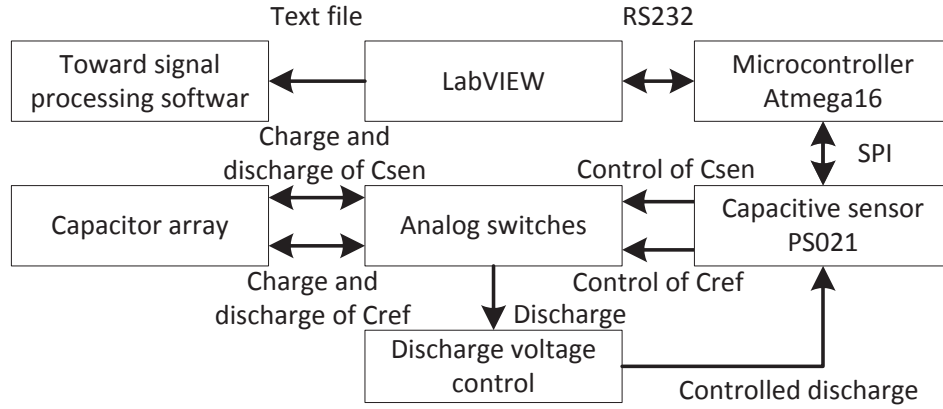 Text file
RS232
Toward signal
processing softwar
LabVIEW
Microcontroller
Atmega16
Charge and
discharge of Csen
Control of Csen
SPI
Capacitor array
Analog switches
Capacitive sensor
PS021
Charge and
discharge of Cref
Control of Cref
Discharge
Discharge voltage
control
Controlled discharge